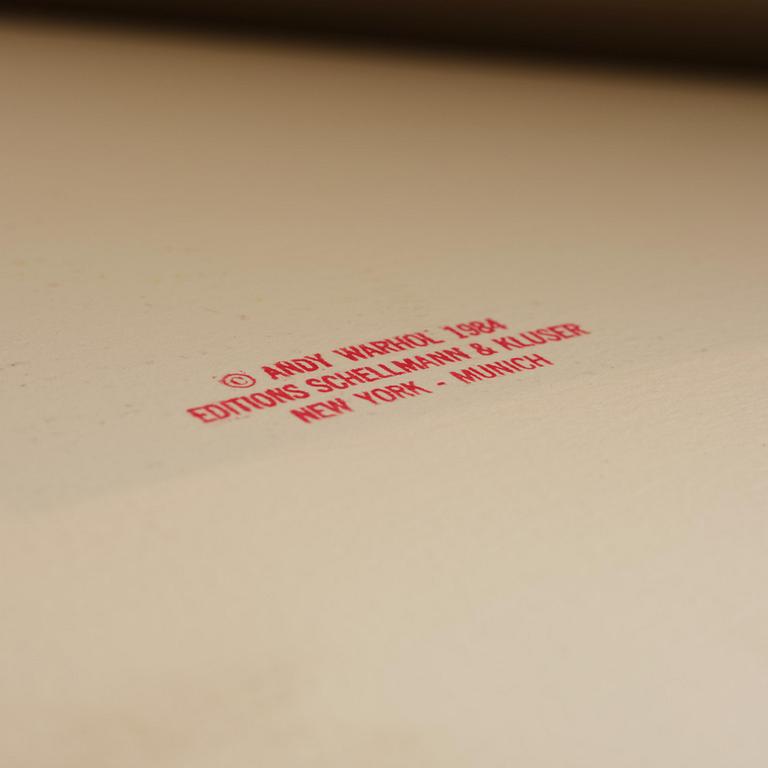 © ANDY WARHOL 1984
EDITIONS SCHELLMANN & KLUSER
NEW YORK - MUNICH